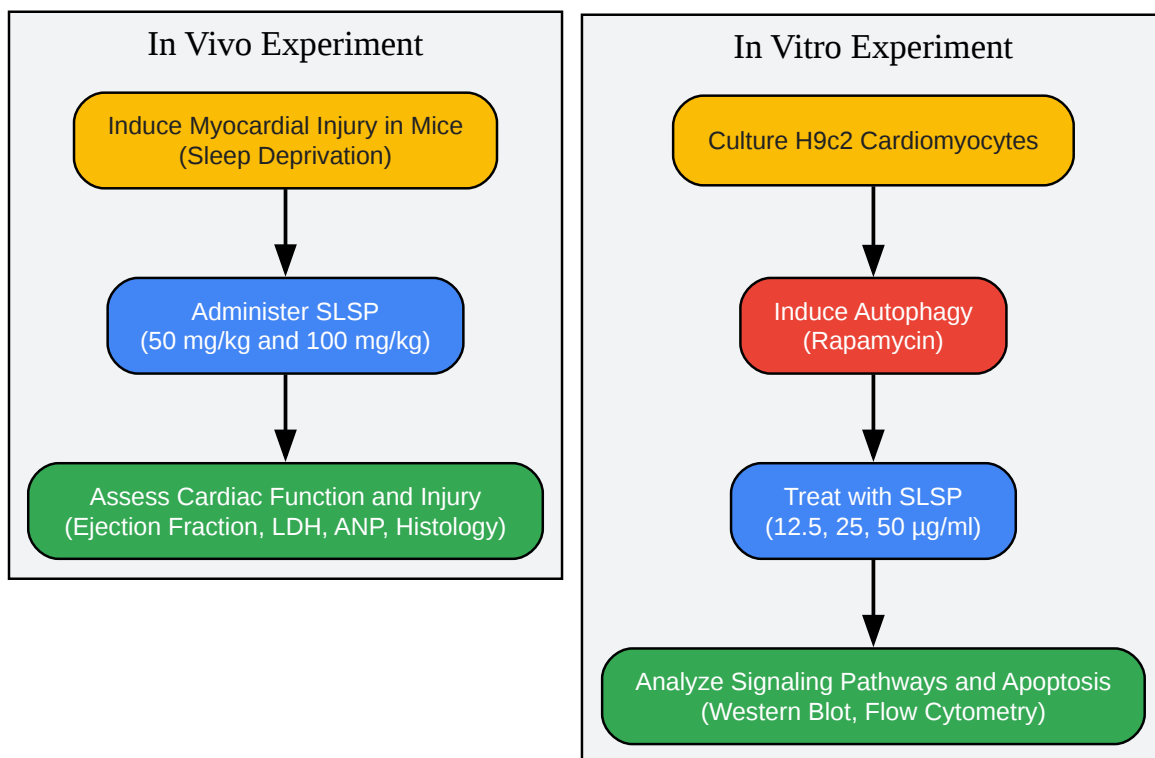 In Vivo Experiment
Induce Myocardial Injury in Mice
(Sleep Deprivation)
Administer SLSP
(50 mg/kg and 100 mg/kg)
Assess Cardiac Function and Injury
(Ejection Fraction, LDH, ANP, Histology)
In Vitro Experiment
Culture H9c2 Cardiomyocytes
Induce Autophagy
(Rapamycin)
Treat with SLSP
(12.5, 25, 50 μg/ml)
Analyze Signaling Pathways and Apoptosis
(Western Blot, Flow Cytometry)